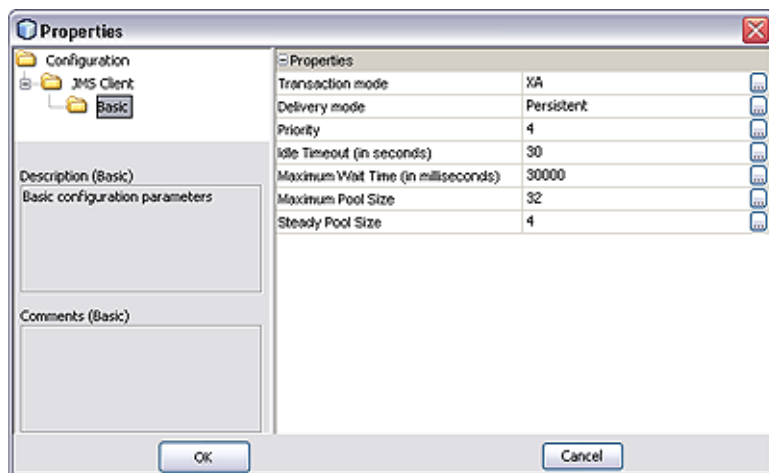 Properties
Configuration
JMS Client
Basic
Description (Basic)
Basic configuration parameters
Comments (Basic)
Properties
Transaction mode XA
Delivery mode Persistent
Priority 4
Idle Timeout (in seconds) 30
Maximum Wait Time (in milliseconds) 30000
Maximum Pool Size 32
Steady Pool Size 4
OK
Cancel